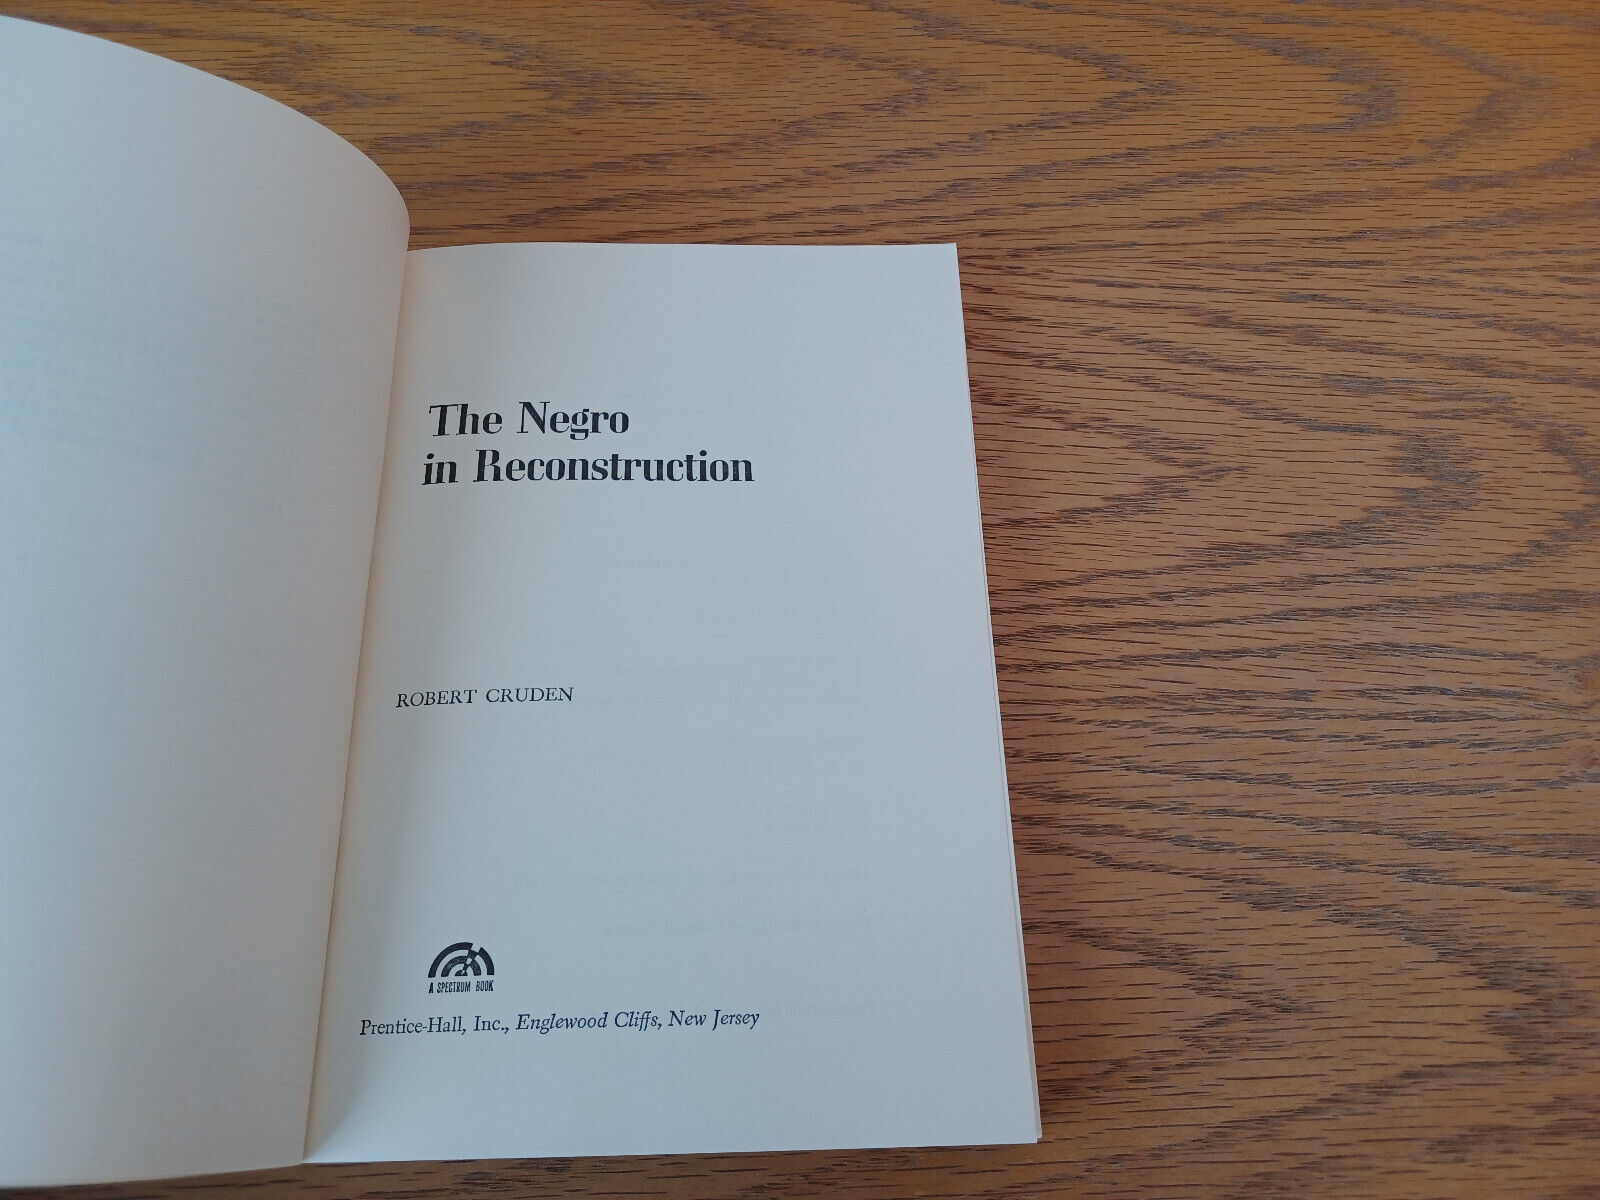 The Negro
in Reconstruction
ROBERT CRUDEN
A SPECTRUM BOOK
Prentice-Hall, Inc., Englewood Cliffs, New Jersey